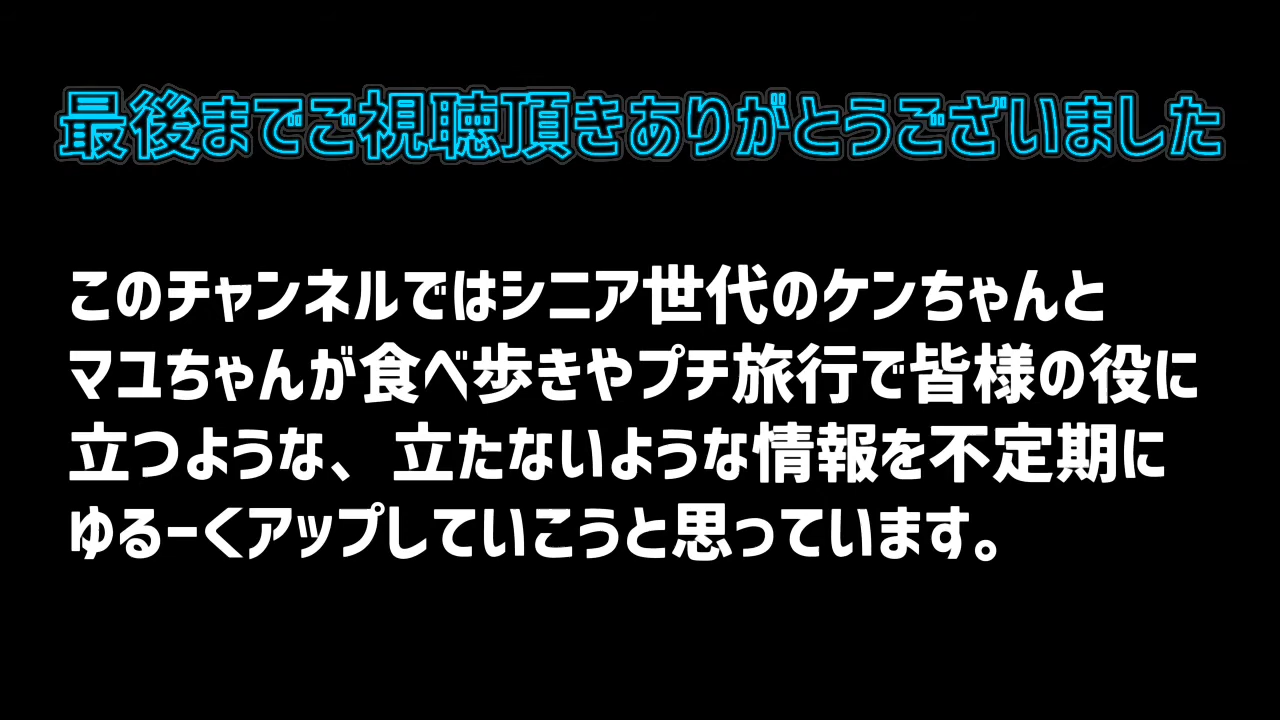 最後までご視聴頂きありがとうございました
このチャンネルではシニア世代のケンちゃんと
マユちゃんが食べ歩きやプチ旅行で皆様の役に
立つような、立たないような情報を不定期に
ゆるーくアップしていこうと思っています。